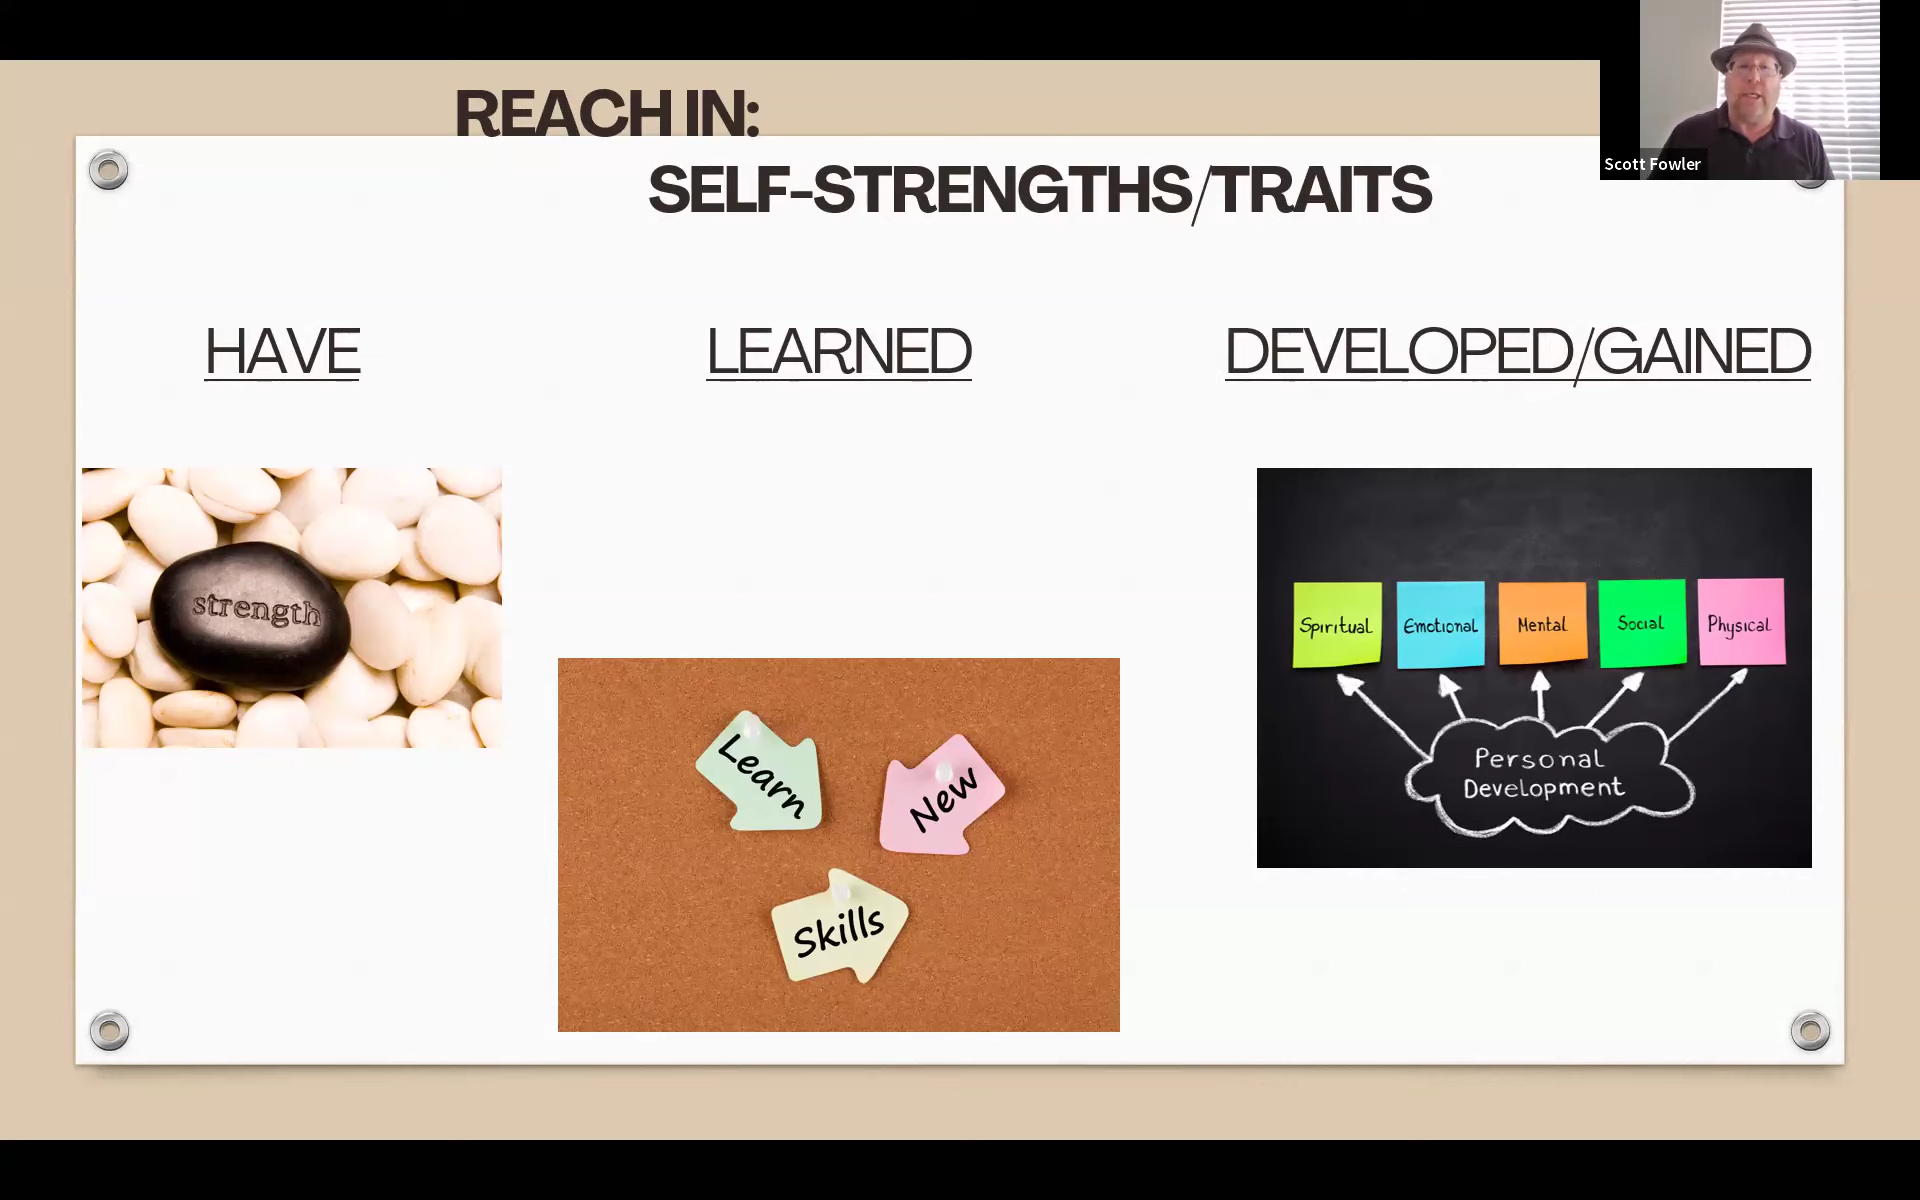 REACH IN:
Scott Fowler
SELF-STRENGTHS/TRAITS
HAVE
LEARNED
DEVELOPED/GAINED
strength
Learn
New
Skills
Spiritual
Emotional
Mental
Social
Physical
Personal
Development